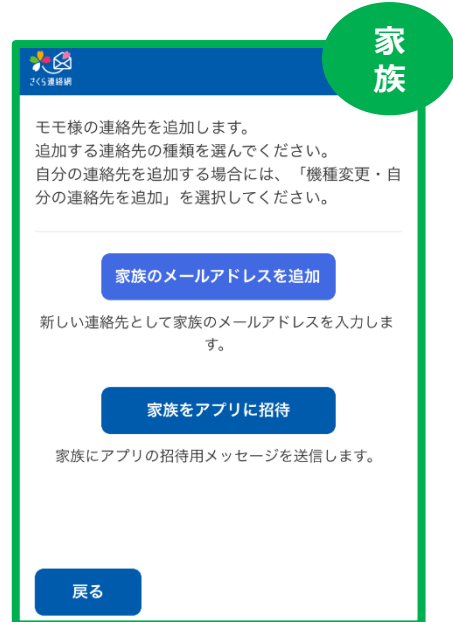 家
族
さくら連絡網
モモ様の連絡先を追加します。
追加する連絡先の種類を選んでください。
自分の連絡先を追加する場合には、「機種変更・自
分の連絡先を追加」を選択してください。
家族のメールアドレスを追加
新しい連絡先として家族のメールアドレスを入力しま
す。
家族をアプリに招待
家族にアプリの招待用メッセージを送信します。
戻る